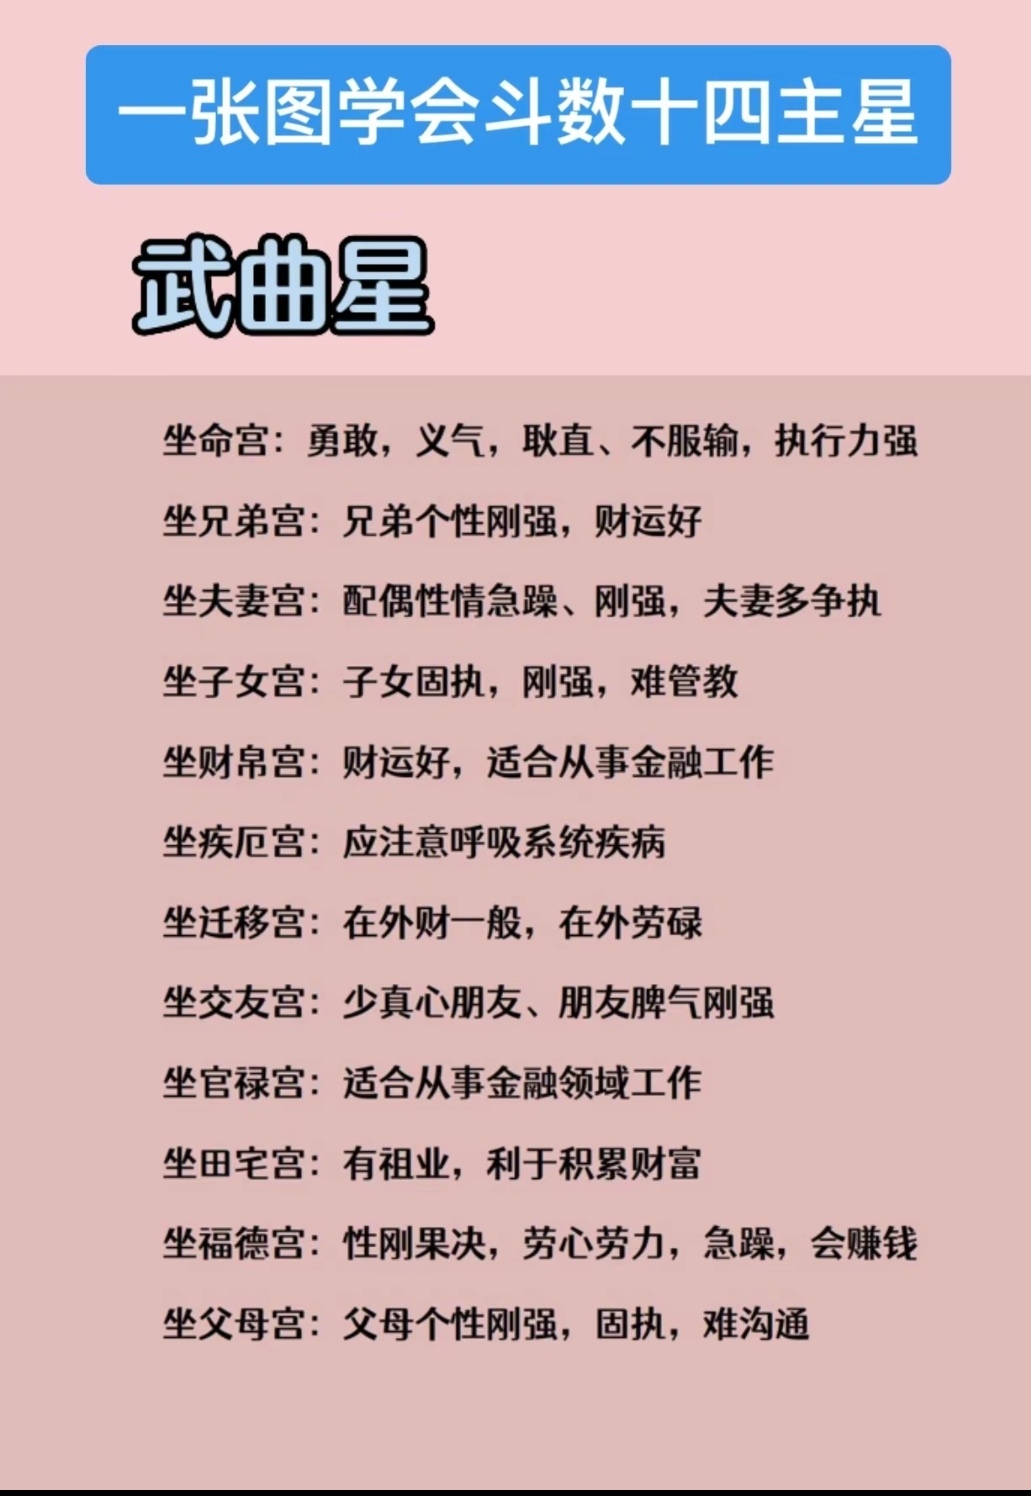 一张图学会斗数十四主星
武曲星
坐命宫：勇敢，义气，耿直、不服输，执行力强
坐兄弟宫：兄弟个性刚强，财运好
坐夫妻宫：配偶性情急躁、刚强，夫妻多争执
坐子女宫：子女固执，刚强，难管教
坐财帛宫：财运好，适合从事金融工作
坐疾厄宫：应注意呼吸系统疾病
坐迁移宫：在外财一般，在外劳碌
坐交友宫：少真心朋友、朋友脾气刚强
坐官禄宫：适合从事金融领域工作
坐田宅宫：有祖业，利于积累财富
坐福德宫：性刚果决，劳心劳力，急躁，会赚钱
坐父母宫：父母个性刚强，固执，难沟通